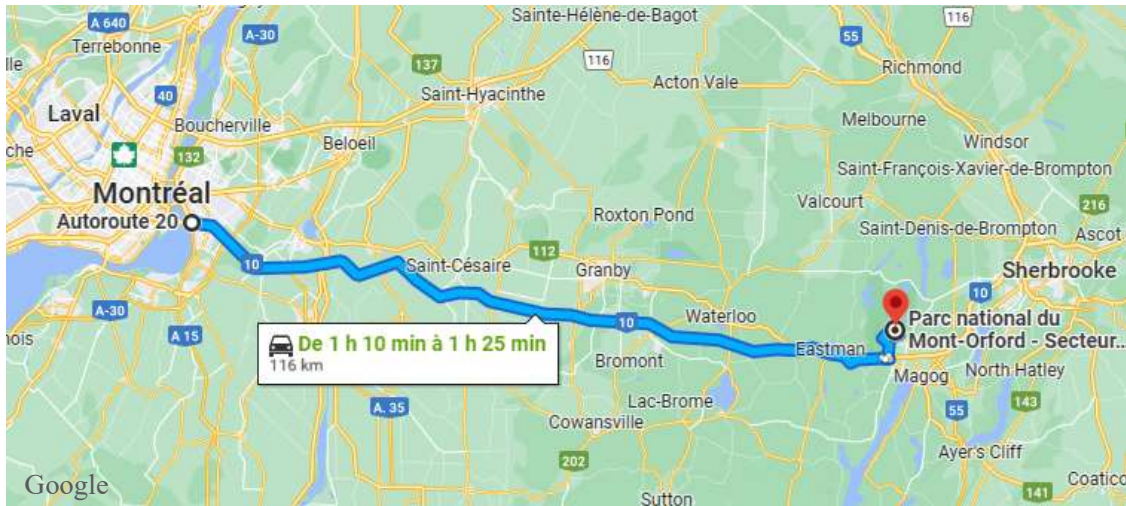 Sainte-Hélène-de-Bagot
116
A 640
A-30
55
Terrebonne
137
116
Richmond
Acton Vale
40
Saint-Hyacinthe
Laval
Boucherville
Melbourne
Beloeil
Windsor
132
Saint-François-Xavier-de-Brompton
Montréal
Valcourt
216
Autoroute 20
Roxton Pond
Saint-Denis-de-Brompton
Ascot
112
10
Saint-Césaire
Granby
Sherbrooke
10
A-30
Waterloo
Parc national du
Mont-Orford - Secteur...
10
A 15
De 1 h 10 min à 1 h 25 min
116 km
Eastman
Bromont
Magog
North Hatley
A. 35
Lac-Brome
143
Cowansville
55
Ayer's Cliff
202
Coatico
Google
141
Sutton